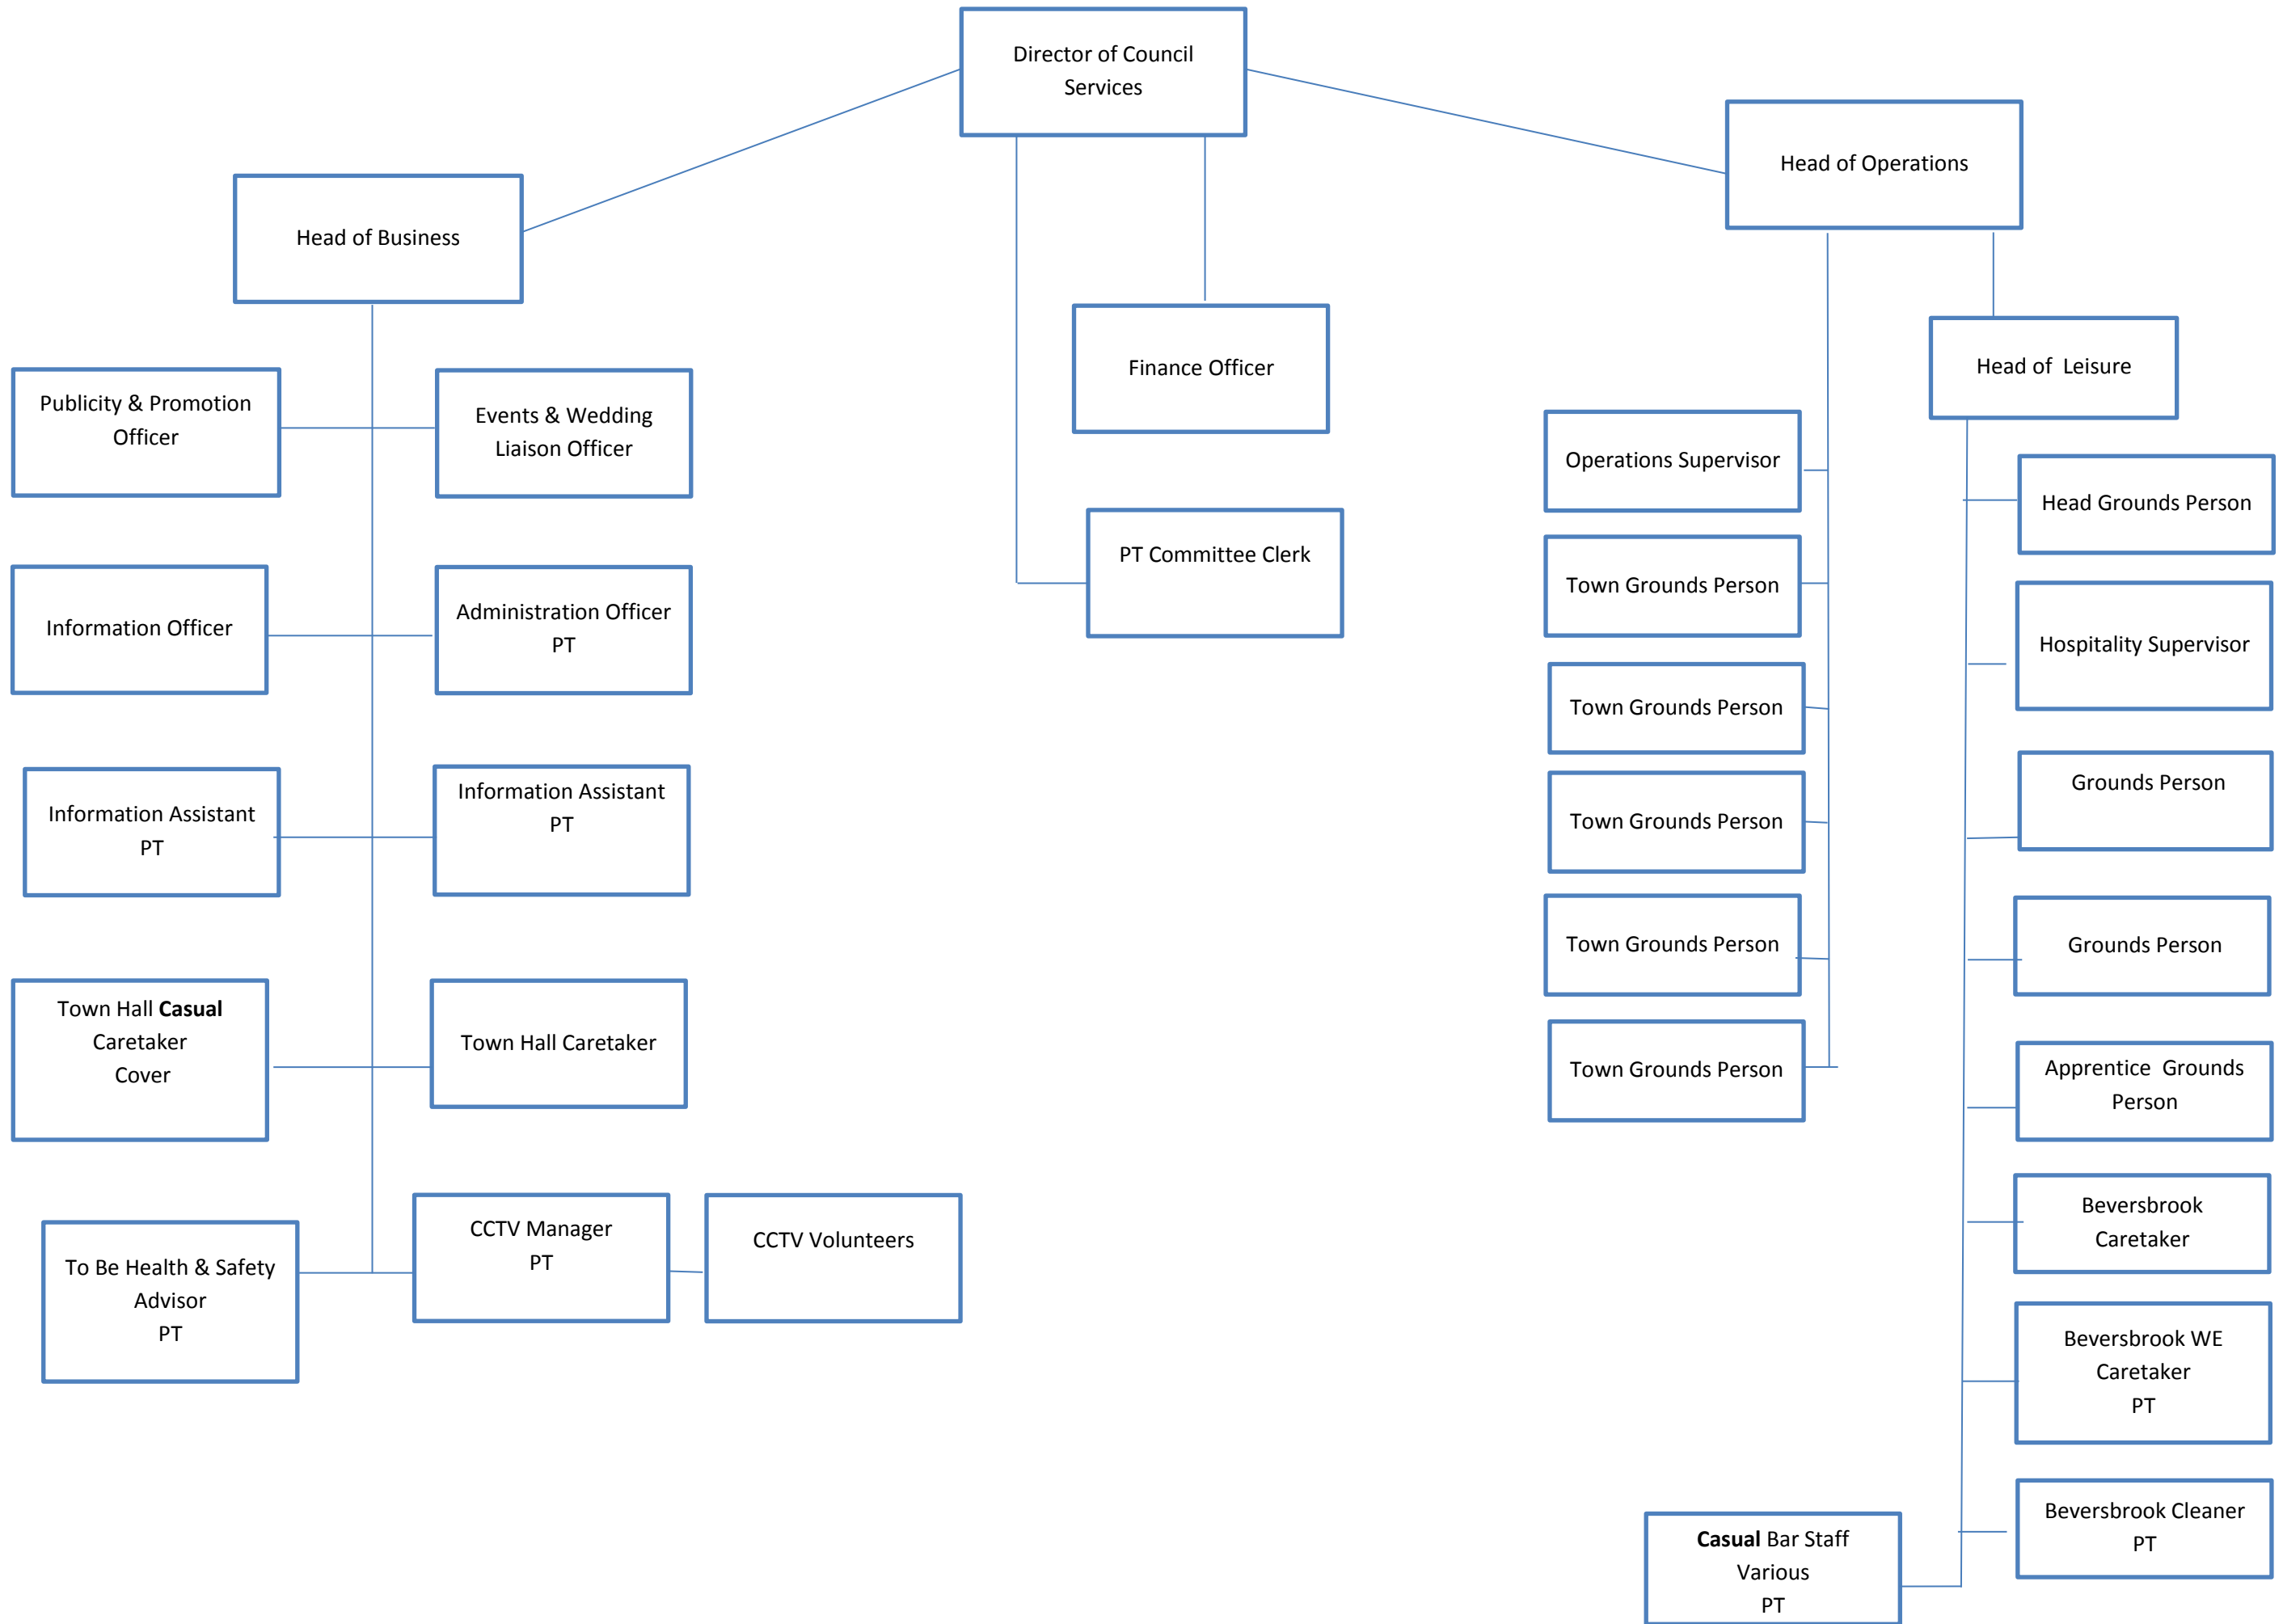 Director of Council
Services
Head of Operations
Head of Business
Finance Officer
Head of  Leisure
Publicity & Promotion
Officer
Events & Wedding
Liaison Officer
Operations Supervisor
Head Grounds Person
PT Committee Clerk
Town Grounds Person
Information Officer
Administration Officer
PT
Hospitality Supervisor
Town Grounds Person
Information Assistant
PT
Information Assistant
PT
Town Grounds Person
Grounds Person
Town Grounds Person
Grounds Person
Town Hall Casual
Caretaker
Cover
Town Hall Caretaker
Town Grounds Person
Apprentice  Grounds
Person
To Be Health & Safety
Advisor
PT
CCTV Manager
PT
CCTV Volunteers
Beversbrook
Caretaker
Beversbrook WE
Caretaker
PT
Casual Bar Staff
Various
PT
Beversbrook Cleaner
PT